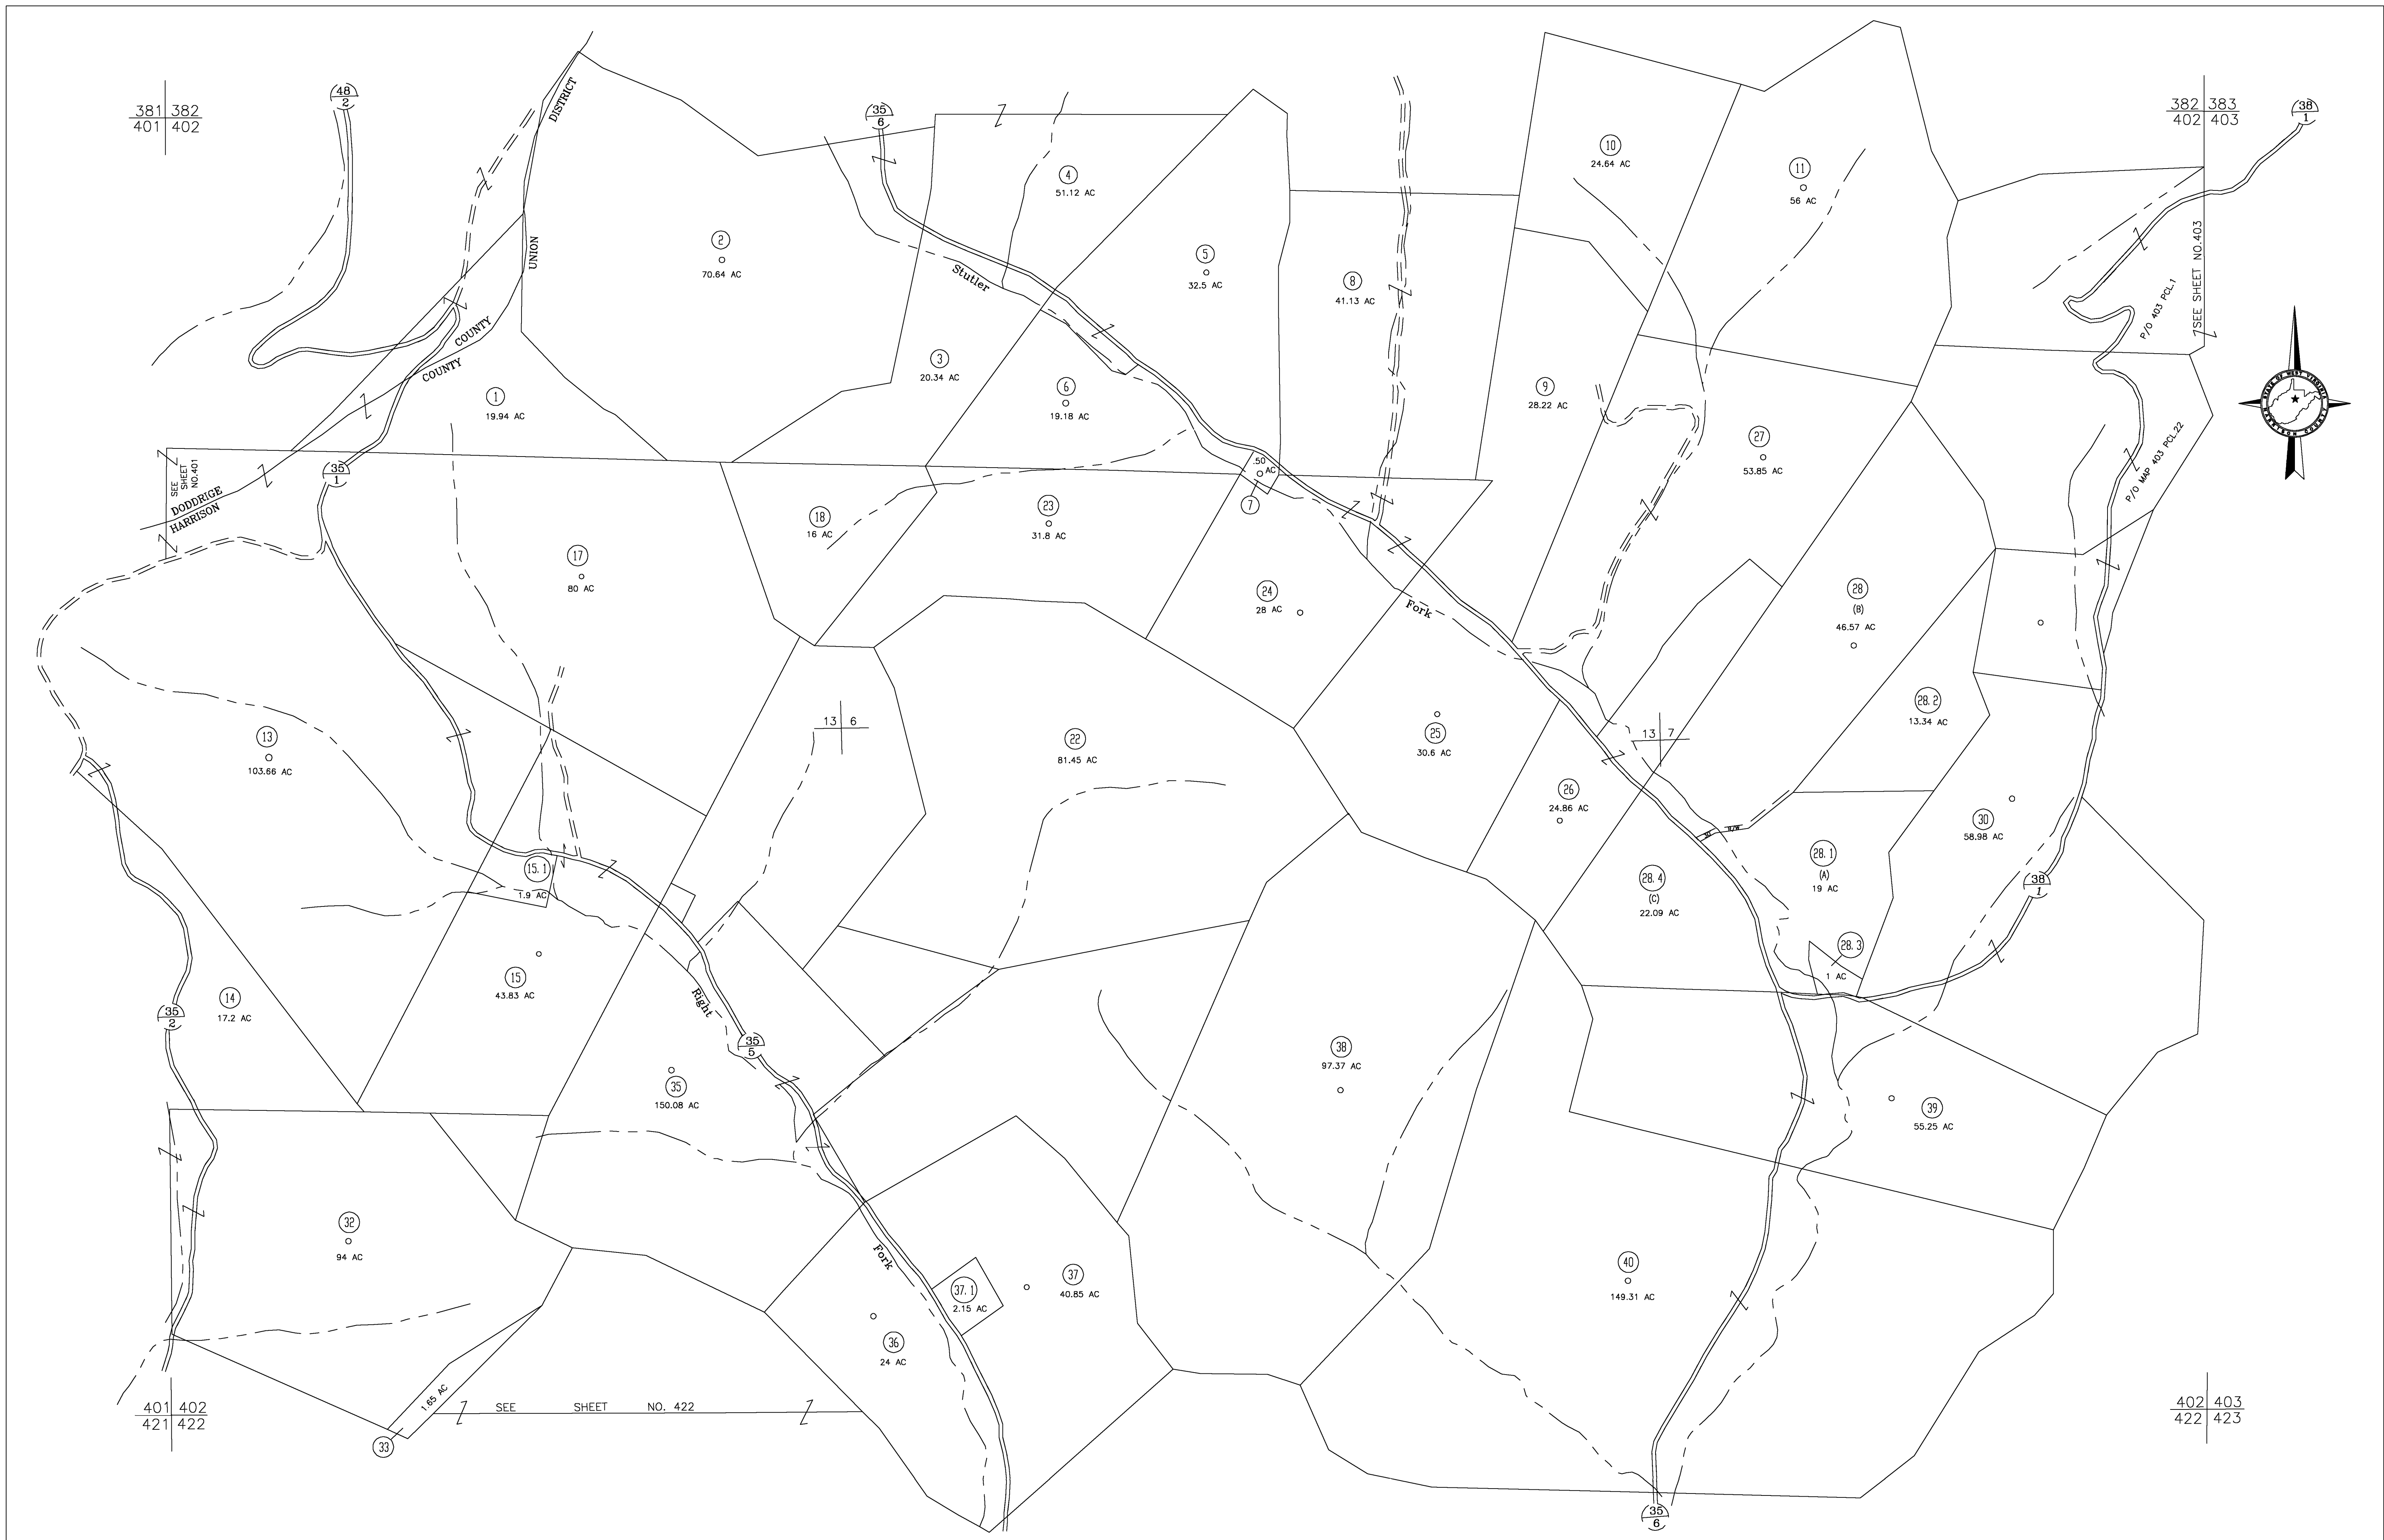 381 382
401 402
48
2
DISTRICT
UNION
COUNTY
COUNTY
35
6
382 383
402 403
38
1
SEE SHEET NO.403
P/O 403 PCL.1
P/O MAP 403 PCL.22
STATE OF WEST VIRGINIA
HARRISON COUNTY
1
19.94 AC
2
70.64 AC
3
20.34 AC
4
51.12 AC
5
32.5 AC
6
19.18 AC
7
.50
AC
8
41.13 AC
9
28.22 AC
10
24.64 AC
11
56 AC
Stutler
Fork
SEE
SHEET
NO.401
DODDRIGE
HARRISON
35
1
13
103.66 AC
14
17.2 AC
15
43.83 AC
15.1
1.9 AC
17
80 AC
18
16 AC
22
81.45 AC
23
31.8 AC
24
28 AC
25
30.6 AC
26
24.86 AC
27
53.85 AC
28
(B)
46.57 AC
28.1
(A)
19 AC
28.2
13.34 AC
28.3
1 AC
28.4
(C)
22.09 AC
30' R/W
30
58.98 AC
13 6
13 7
38
1
35
2
35
5
Right
Fork
32
94 AC
33
1.65 AC
35
150.08 AC
36
24 AC
37
40.85 AC
37.1
2.15 AC
38
97.37 AC
39
55.25 AC
40
149.31 AC
401 402
421 422
SEE SHEET NO. 422
402 403
422 423
35
6